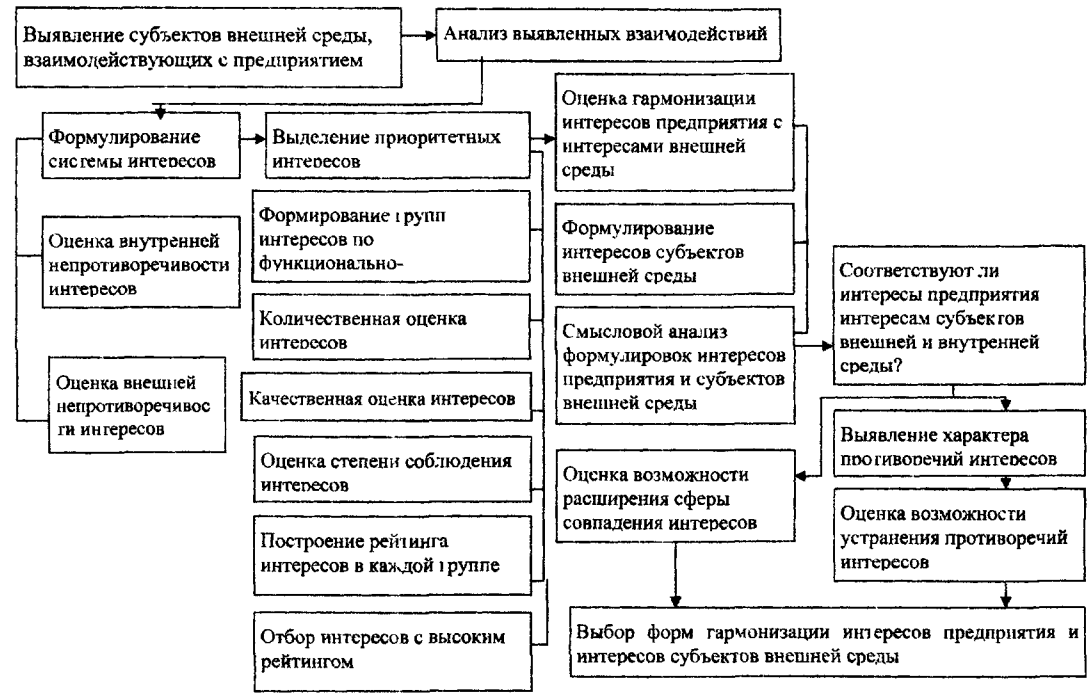 Выявление субъектов внешней среды,
взаимодействующих с предприятием
Анализ выявленных взаимодействий
Формулирование
системы интересов
Выделение приоритетных
интересов
Оценка гармонизации
интересов предприятия с
интересами внешней
среды
Оценка внутренней
непротиворечивости
интересов
Формирование групп
интересов по
функционально-
Формулирование
интересов субъектов
внешней среды
Количественная оценка
интересов
Смысловой анализ
формулировок интересов
предприятия и субъектов
внешней среды
Соответствуют ли
интересы предприятия
интересам субъектов
внешней и внутренней
среды?
Оценка внешней
непротиворечивос
ти интересов
Качественная оценка интересов
Оценка степени соблюдения
интересов
Оценка возможности
расширения сферы
совпадения интересов
Выявление характера
противоречий интересов
Построение рейтинга
интересов в каждой группе
Оценка возможности
устранения противоречий
интересов
Отбор интересов с высоким
рейтингом
Выбор форм гармонизации интересов предприятия и
интересов субъектов внешней среды